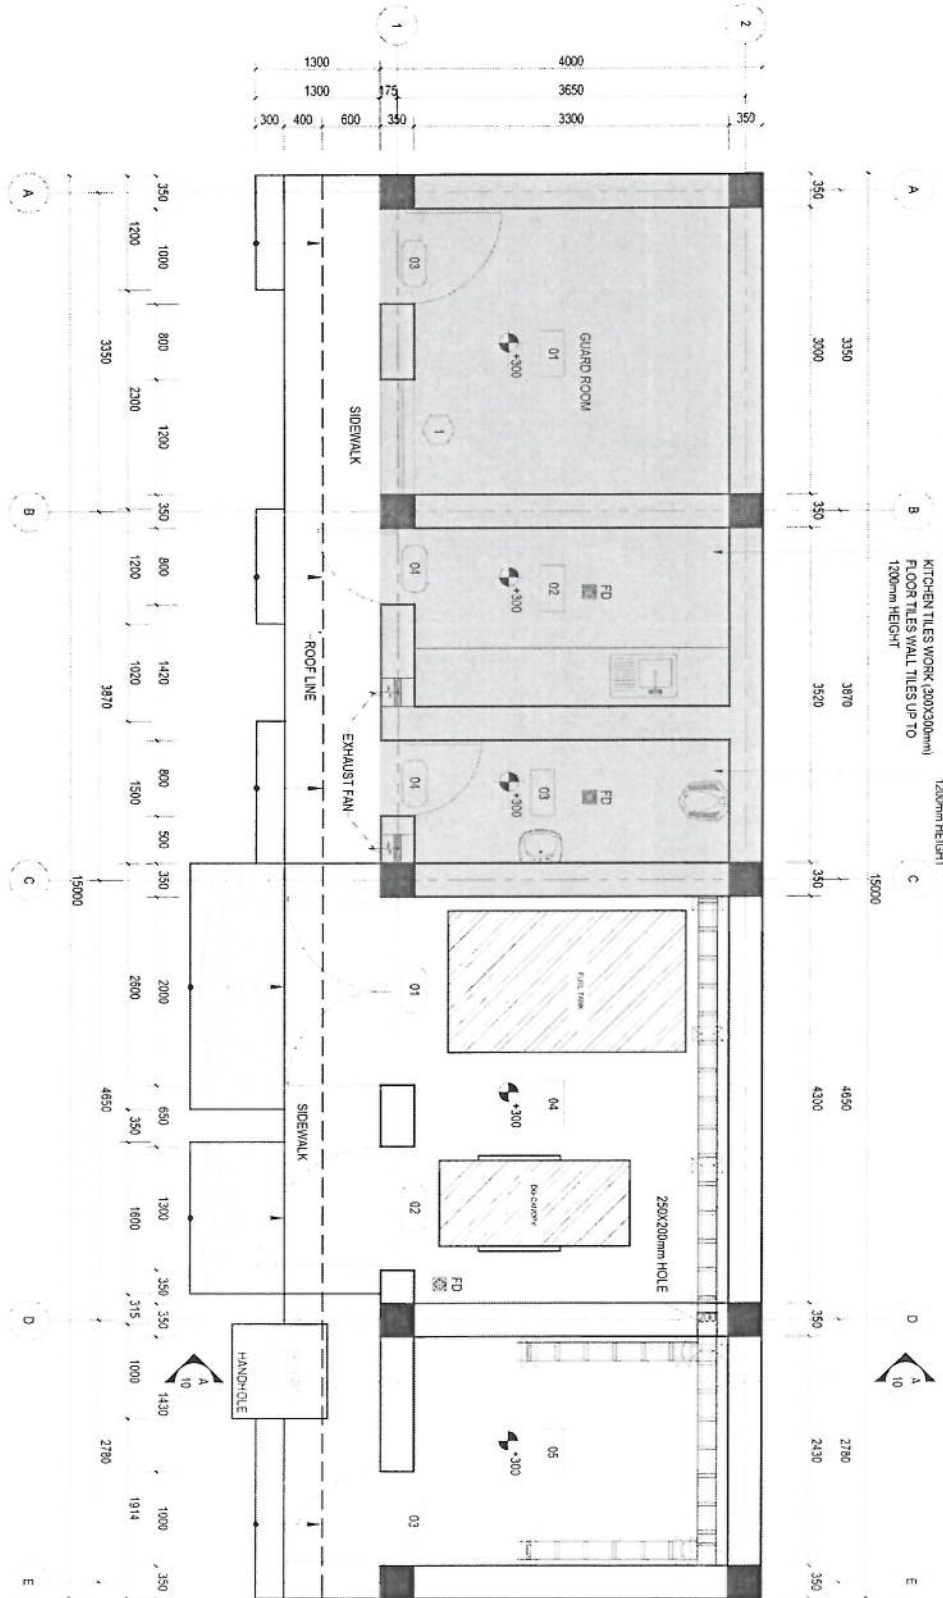 1
2
1300
4000
1300
175
3650
300
400
600
350
3300
350
A
3350
15000
1200
2300
1200
1020
3870
1500
2600
4650
350
1600
315
1000
2780
1914
350
1000
800
1200
350
800
1420
800
500
350
2000
650
1300
350
350
1430
1000
350
B
C
D
E
SIDEWALK
ROOF LINE
EXHAUST FAN
SIDEWALK
HANDHOLE
A
10
03
GUARD ROOM
01
+300
1
04
02
+300
FD
04
03
+300
FD
01
FUEL TANK
04
+300
02
DG CANOPY
250X200mm HOLE
FD
05
+300
03
350
3000
350
3520
350
4300
350
2430
350
3350
3870
4650
2780
15000
A
B
C
D
E
KITCHEN TILES WORK (300X300mm)
FLOOR TILES WALL TILES UP TO
1200mm HEIGHT
1200mm HEIGHT
A
10